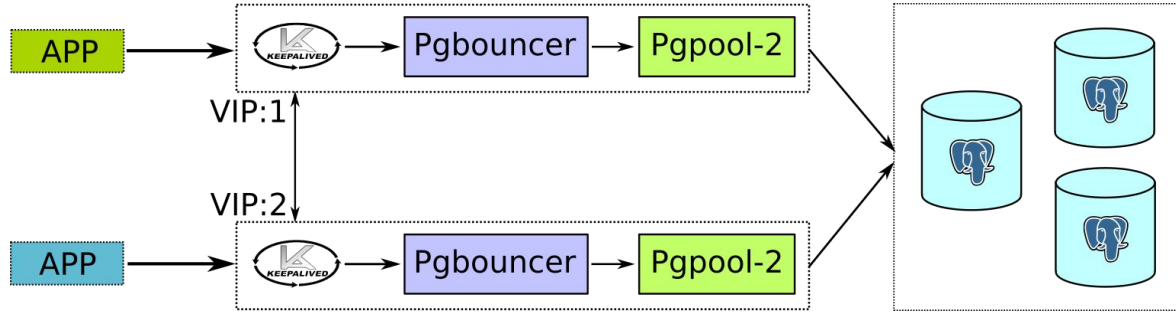 APP
KEEPALIVED
Pgbouncer
Pgpool-2
VIP:1
VIP:2
APP
KEEPALIVED
Pgbouncer
Pgpool-2